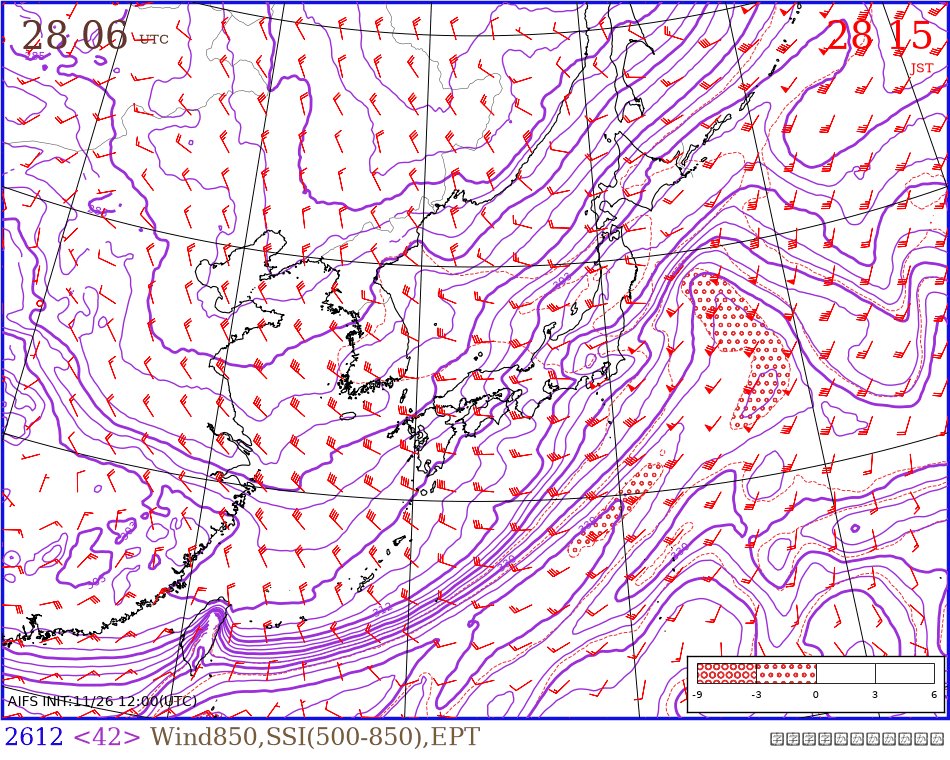 28 06 UTC
28 15
JST
AIFS INIT:11/26 12:00(UTC)
-9 -3 0 3 6
2612 <42> Wind850,SSI(500-850),EPT